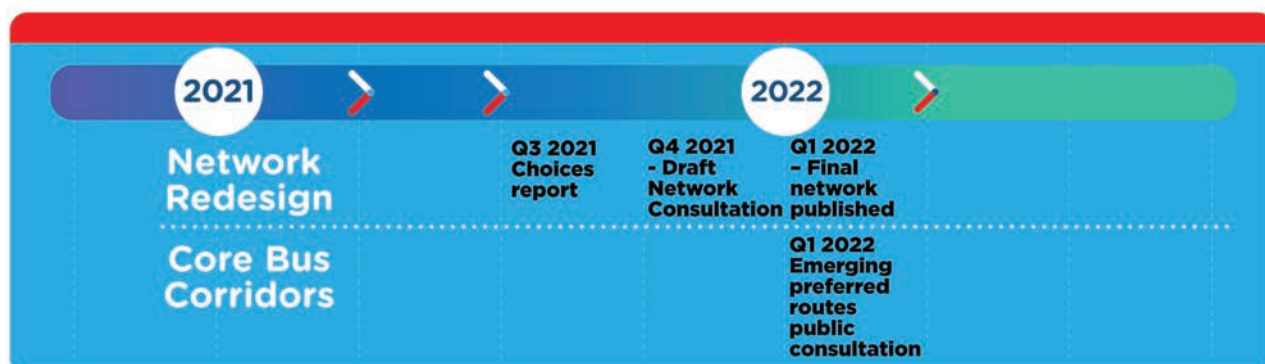 2021
2022
Network
Redesign
Q3 2021
Choices
report
Q4 2021
- Draft
Network
Consultation
Q1 2022
– Final
network
published
Core Bus
Corridors
Q1 2022
Emerging
preferred
routes
public
consultation